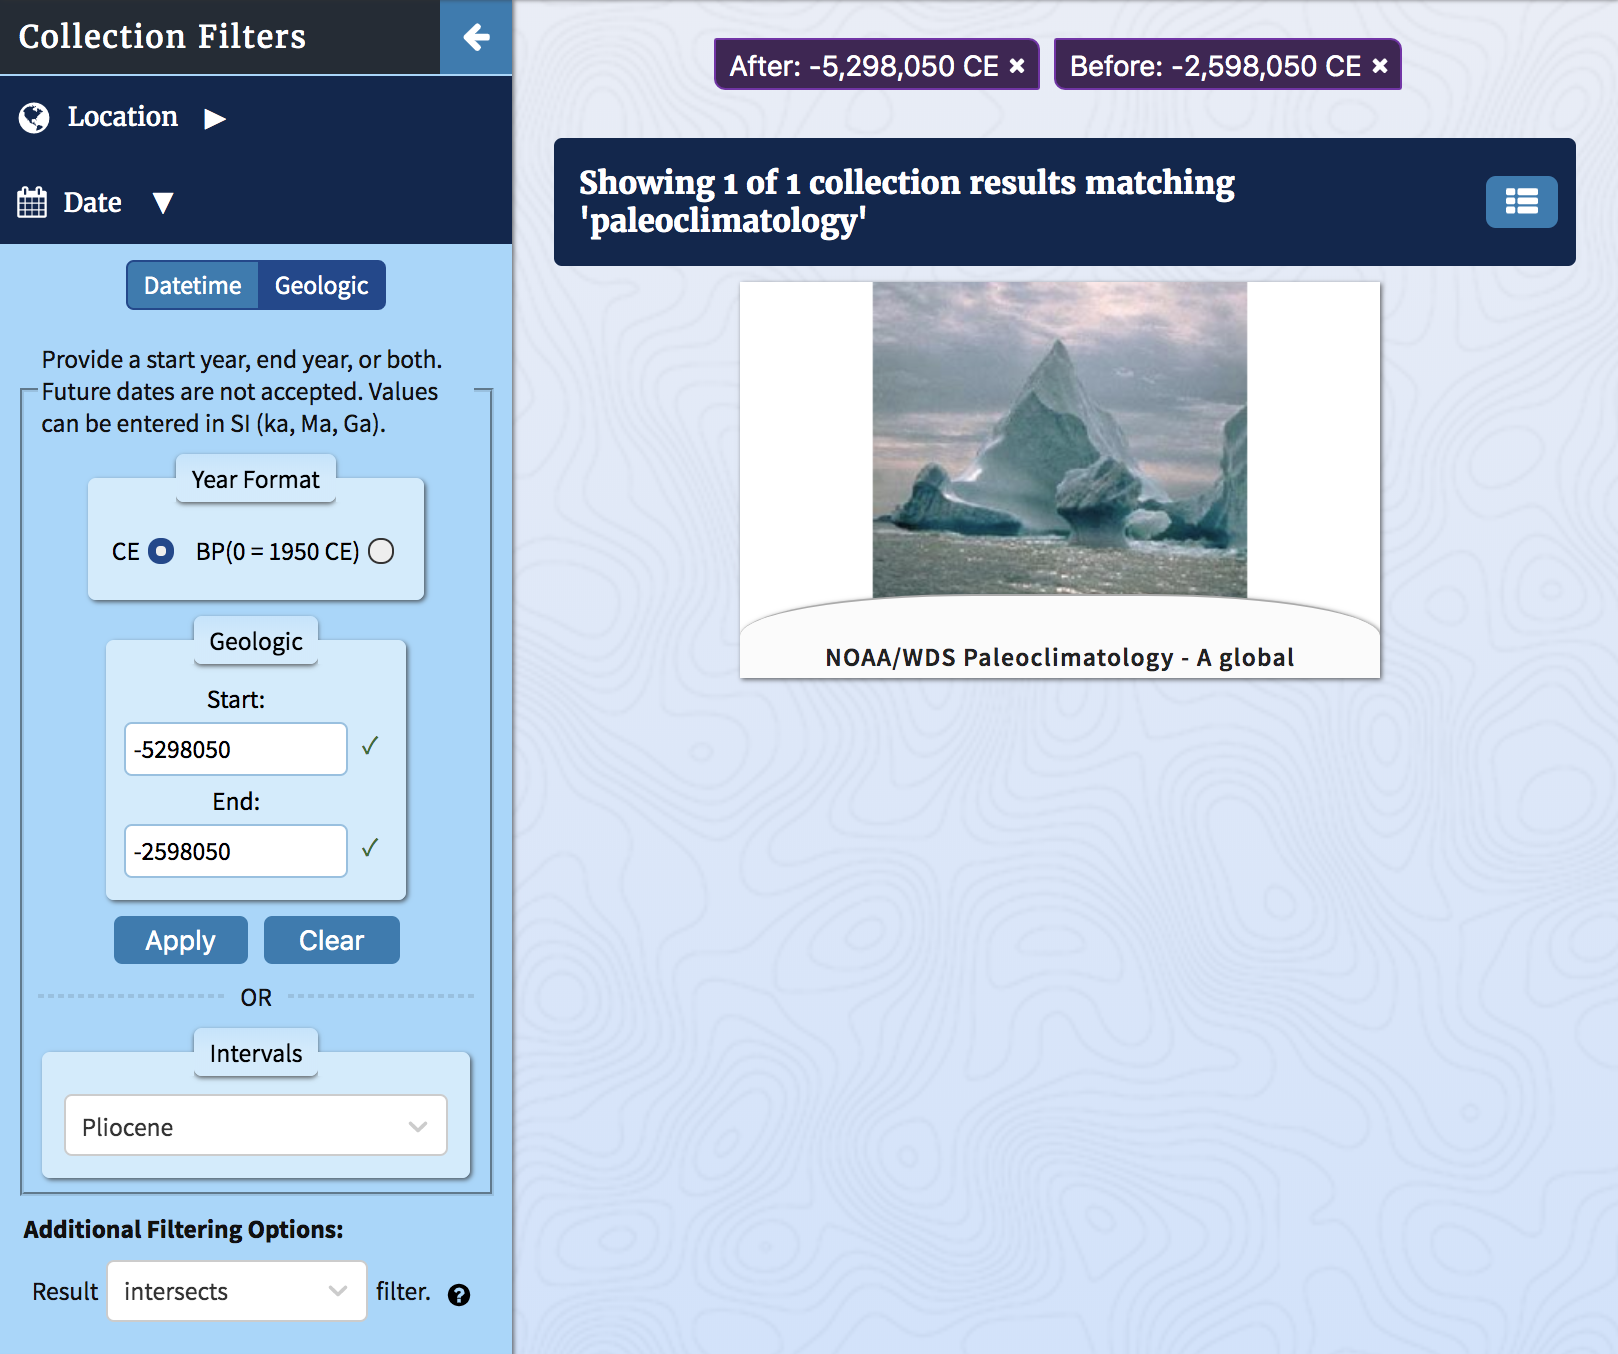 Collection Filters
Location ▶
Date ▼
Datetime Geologic
Provide a start year, end year, or both.
Future dates are not accepted. Values
can be entered in SI (ka, Ma, Ga).
Year Format
CE BP(0 = 1950 CE)
Geologic
Start:
-5298050 ✓
End:
-2598050 ✓
Apply Clear
OR
Intervals
Pliocene
Additional Filtering Options:
Result intersects filter. ?
After: -5,298,050 CE × Before: -2,598,050 CE ×
Showing 1 of 1 collection results matching
'paleoclimatology'
NOAA/WDS Paleoclimatology - A global